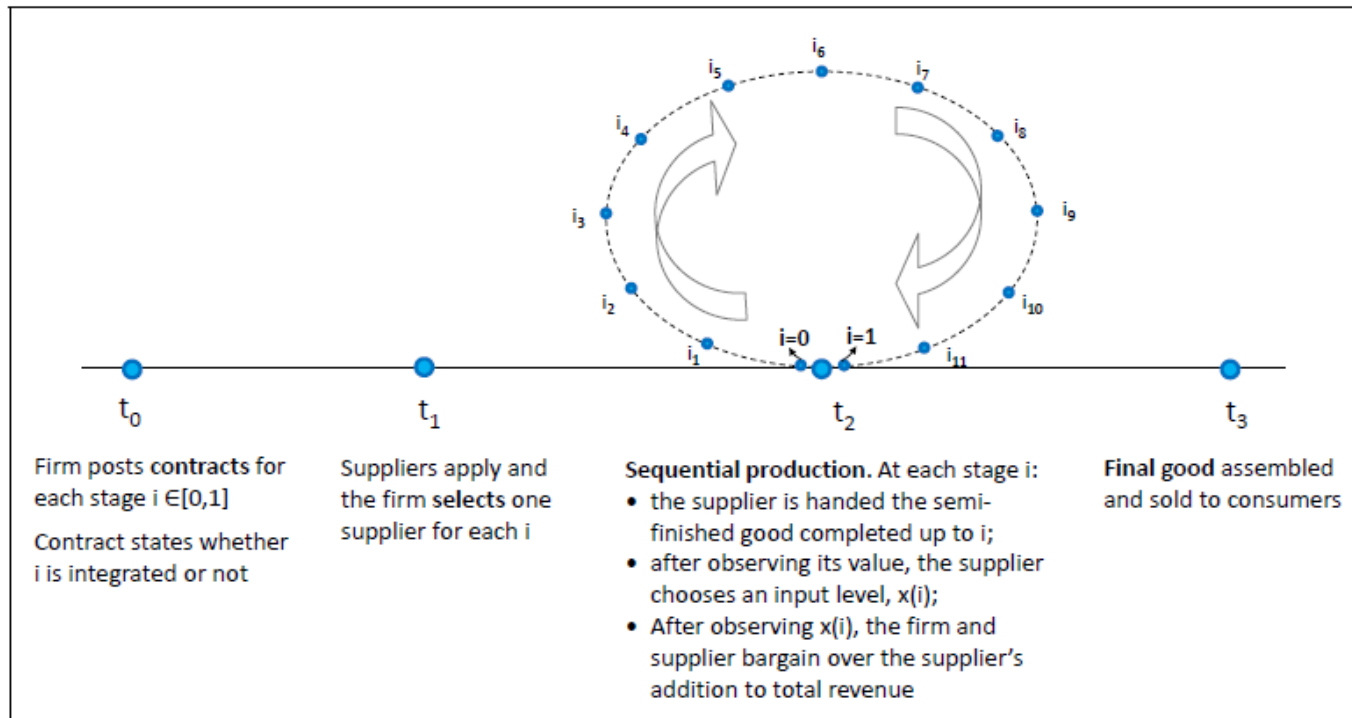 i₆
i₅
i₇
i₄
i₈
i₃
i₉
i₂
i₁₀
i₁
i=0
i=1
i₁₁
t₀
t₁
t₂
t₃
Firm posts contracts for
each stage i ∈[0,1]
Contract states whether
i is integrated or not
Suppliers apply and
the firm selects one
supplier for each i
Sequential production. At each stage i:
• the supplier is handed the semi-
finished good completed up to i;
• after observing its value, the supplier
chooses an input level, x(i);
• After observing x(i), the firm and
supplier bargain over the supplier's
addition to total revenue
Final good assembled
and sold to consumers